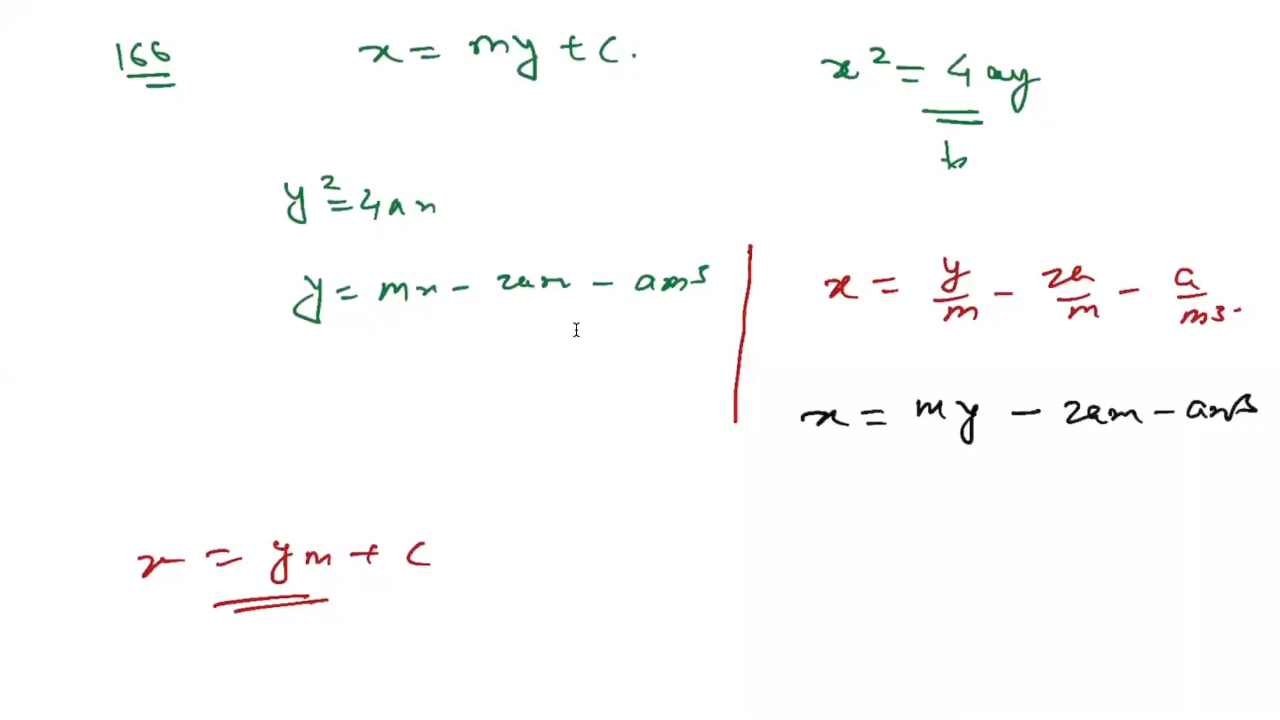 166
x = my + c.
x² = 4ay
b
y² = 4ax
y = mx - 2am - am³
x = y/m - 2a/m - a/m³.
x = my - 2am - am³
x = ym + c